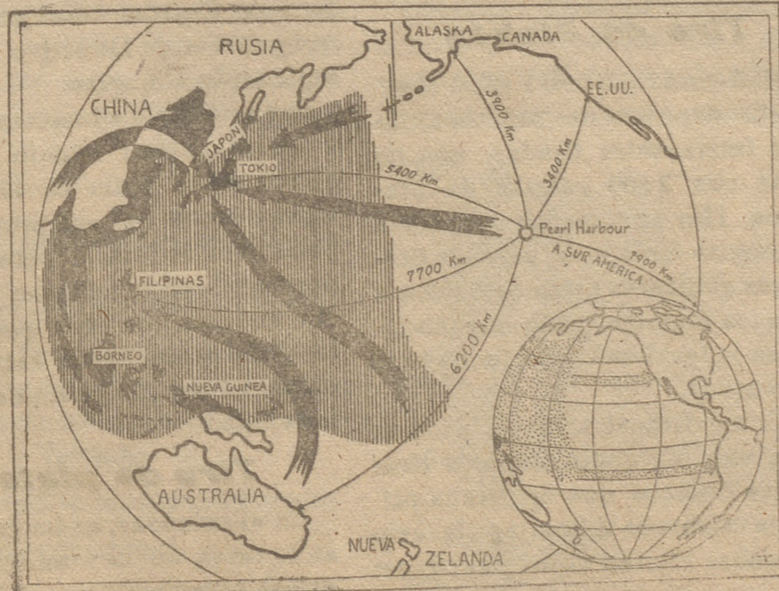 ALASKA
CANADA
RUSIA
EE.UU.
CHINA
3900 Km
3400 Km
JAPON
TOKIO
5400 Km
Pearl Harbour
A SUR AMERICA
7900 Km
7700 Km
FILIPINAS
6200 Km
BORNEO
NUEVA GUINEA
AUSTRALIA
NUEVA
ZELANDA